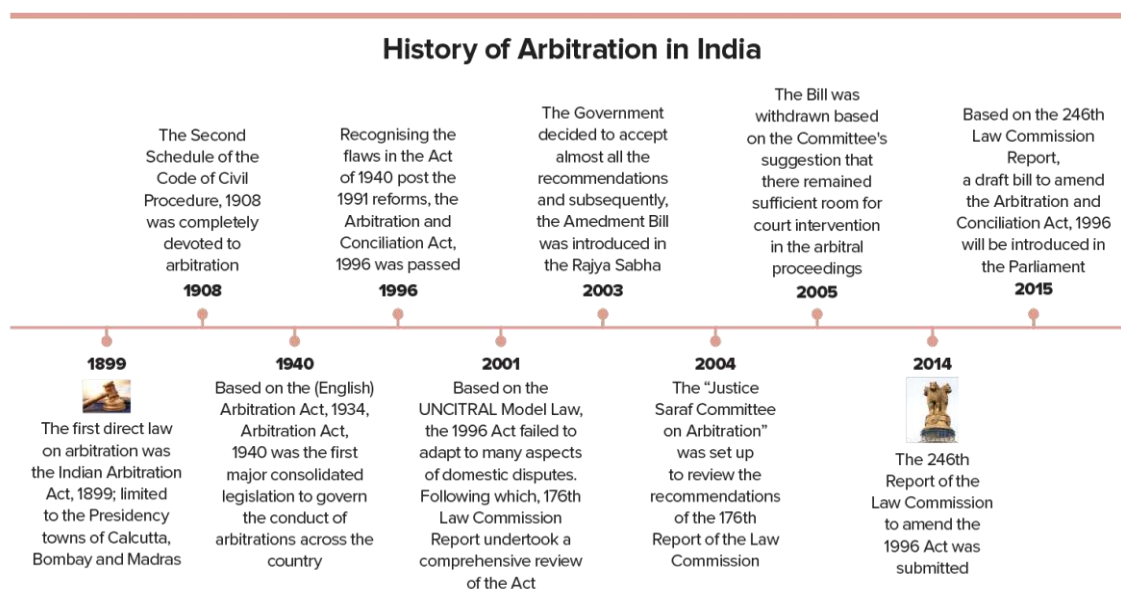 History of Arbitration in India
The Second
Schedule of the
Code of Civil
Procedure, 1908
was completely
devoted to
arbitration
1908
Recognising the
flaws in the Act
of 1940 post the
1991 reforms, the
Arbitration and
Conciliation Act,
1996 was passed
1996
The Government
decided to accept
almost all the
recommendations
and subsequently,
the Amedment Bill
was introduced in
the Rajya Sabha
2003
The Bill was
withdrawn based
on the Committee's
suggestion that
there remained
sufficient room for
court intervention
in the arbitral
proceedings
2005
Based on the 246th
Law Commission
Report,
a draft bill to amend
the Arbitration and
Conciliation Act, 1996
will be introduced in
the Parliament
2015
1899
The first direct law
on arbitration was
the Indian Arbitration
Act, 1899; limited
to the Presidency
towns of Calcutta,
Bombay and Madras
1940
Based on the (English)
Arbitration Act, 1934,
Arbitration Act,
1940 was the first
major consolidated
legislation to govern
the conduct of
arbitrations across the
country
2001
Based on the
UNCITRAL Model Law,
the 1996 Act failed to
adapt to many aspects
of domestic disputes.
Following which, 176th
Law Commission
Report undertook a
comprehensive review
of the Act
2004
The “Justice
Saraf Committee
on Arbitration”
was set up
to review the
recommendations
of the 176th
Report of the Law
Commission
2014
The 246th
Report of the
Law Commission
to amend the
1996 Act was
submitted